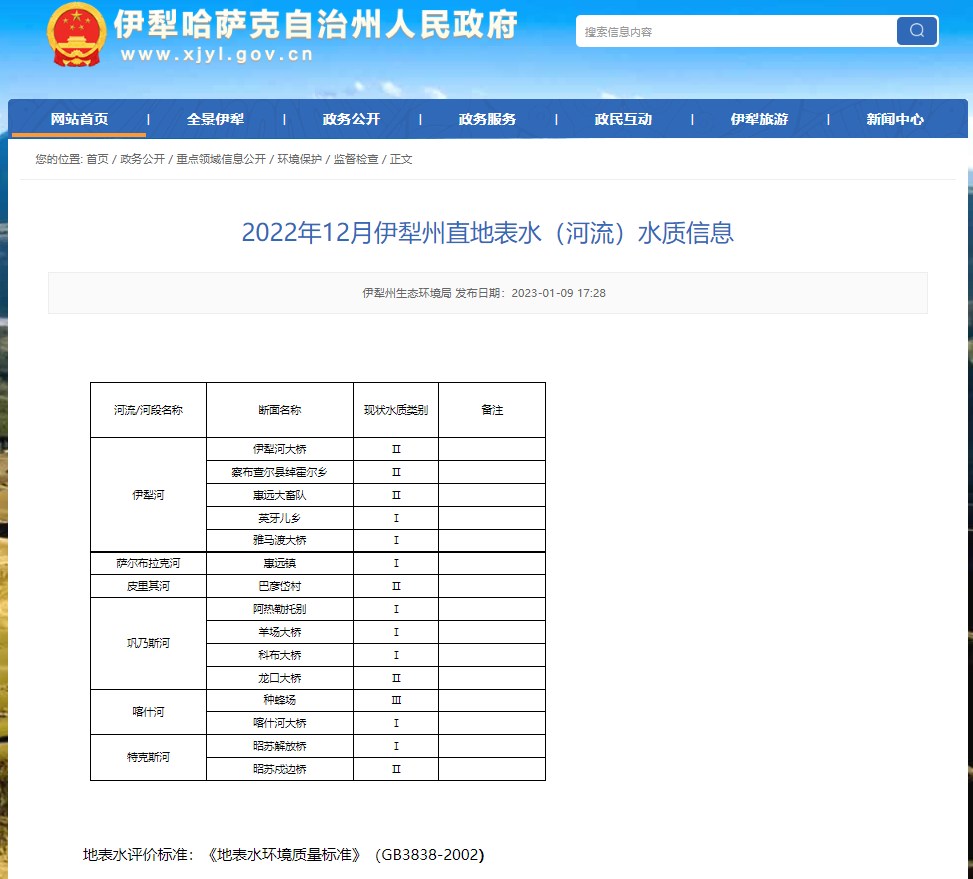 伊犁哈萨克自治州人民政府
www.xjyl.gov.cn
搜索信息内容
网站首页 | 全景伊犁 | 政务公开 | 政务服务 | 政民互动 | 伊犁旅游 | 新闻中心
您的位置: 首页 / 政务公开 / 重点领域信息公开 / 环境保护 / 监督检查 / 正文
2022年12月伊犁州直地表水（河流）水质信息
伊犁州生态环境局 发布日期: 2023-01-09 17:28
河流/河段名称 断面名称 现状水质类别 备注
伊犁河 伊犁河大桥 II
察布查尔县绰霍尔乡 II
惠远大畜队 II
英牙儿乡 I
雅马渡大桥 I
萨尔布拉克河 惠远镇 I
皮里其河 巴彦岱村 II
巩乃斯河 阿热勒托别 I
羊场大桥 I
科布大桥 I
龙口大桥 II
喀什河 种蜂场 III
喀什河大桥 I
特克斯河 昭苏解放桥 I
昭苏戍边桥 II
地表水评价标准：《地表水环境质量标准》（GB3838-2002)